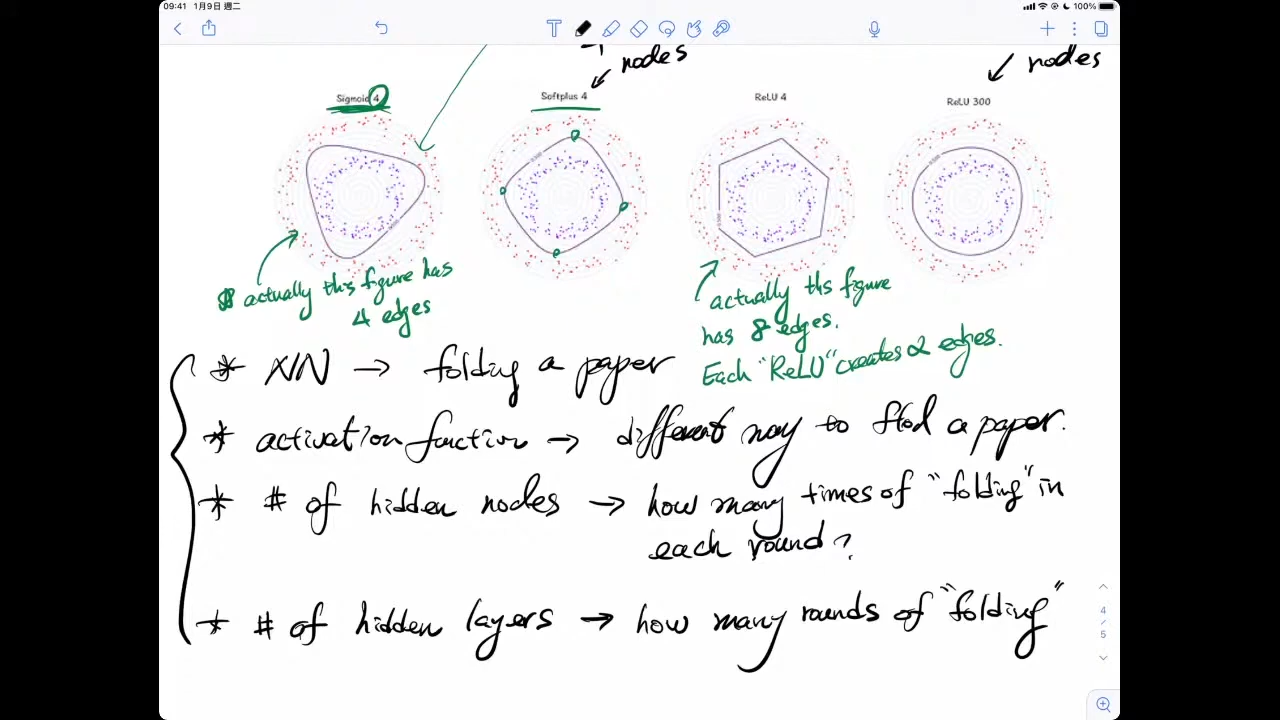 09:41 1月9日 週二
100%
T
nodes
nodes
Sigmoid 4
Softplus 4
ReLU 4
ReLU 300
actually this figure has
4 edges
actually ths figure
has 8 edges.
Each "ReLU" creates 2 edges.
* NN → folding a paper
* activation function → different way to flod a paper.
* # of hidden nodes → how many times of "folding" in
each round?
* # of hidden layers → how many rounds of "folding"
4
/
5